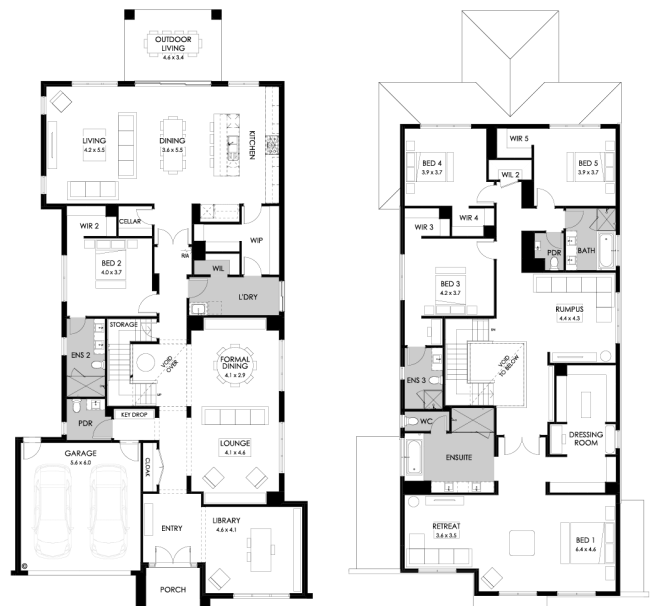 OUTDOOR
LIVING
4.6 x 3.4
LIVING
4.2 x 5.5
DINING
3.6 x 5.5
KITCHEN
WIR 2
CELLAR
R/A
WIP
BED 2
4.0 x 3.7
WIL
L'DRY
STORAGE
ENS 2
VOID
OVER
FORMAL
DINING
4.1 x 2.9
PDR
KEY DROP
LOUNGE
4.1 x 4.6
GARAGE
5.6 x 6.0
CLOAK
ENTRY
LIBRARY
4.6 x 4.1
PORCH
BED 4
3.9 x 3.7
WIR 5
WIL 2
BED 5
3.9 x 3.7
WIR 3
WIR 4
PDR
BATH
BED 3
4.2 x 3.7
RUMPUS
4.4 x 4.3
VOID
TO BELOW
ENS 3
WC
ENSUITE
DRESSING
ROOM
RETREAT
3.6 x 3.5
BED 1
6.4 x 4.6